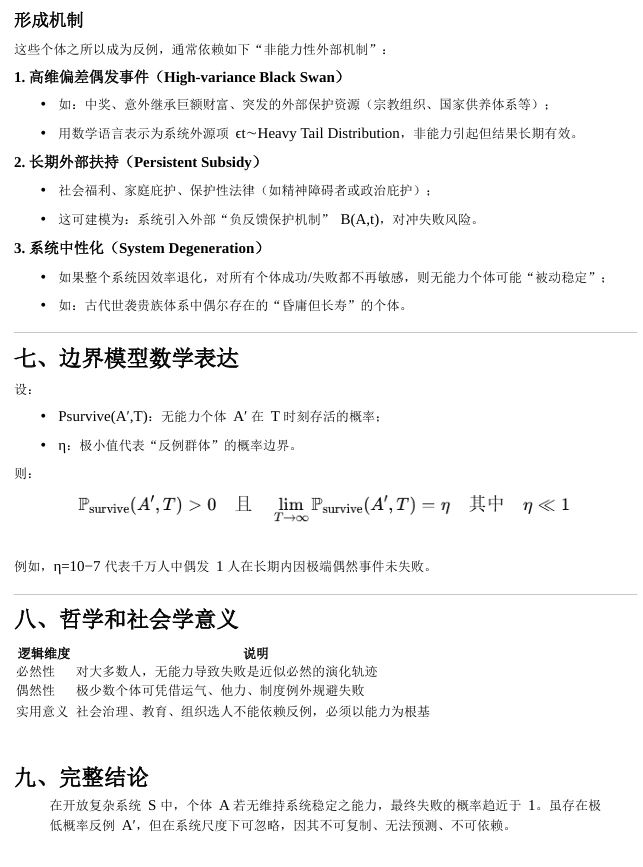 形成机制
这些个体之所以成为反例，通常依赖如下“非能力性外部机制”：
1. 高维偏差偶发事件（High-variance Black Swan）
• 如：中奖、意外继承巨额财富、突发的外部保护资源（宗教组织、国家供养体系等）；
• 用数学语言表示为系统外源项 ϵt∼Heavy Tail Distribution，非能力引起但结果长期有效。
2. 长期外部扶持（Persistent Subsidy）
• 社会福利、家庭庇护、保护性法律（如精神障碍者或政治庇护）；
• 这可建模为：系统引入外部“负反馈保护机制” B(A,t)，对冲失败风险。
3. 系统中性化（System Degeneration）
• 如果整个系统因效率退化，对所有个体成功/失败都不再敏感，则无能力个体可能“被动稳定”；
• 如：古代世袭贵族体系中偶尔存在的“昏庸但长寿”的个体。
七、边界模型数学表达
设：
• Psurvive(A′,T)：无能力个体 A′ 在 T 时刻存活的概率；
• η：极小值代表“反例群体”的概率边界。
则：
ℙsurvive(A′, T) > 0 且 lim T→∞ ℙsurvive(A′, T) = η 其中 η ≪ 1
例如，η=10−7 代表千万人中偶发 1 人在长期内因极端偶然事件未失败。
八、哲学和社会学意义
逻辑维度 说明
必然性 对大多数人，无能力导致失败是近似必然的演化轨迹
偶然性 极少数个体可凭借运气、他力、制度例外规避失败
实用意义 社会治理、教育、组织选人不能依赖反例，必须以能力为根基
九、完整结论
在开放复杂系统 S 中，个体 A 若无维持系统稳定之能力，最终失败的概率趋近于 1。虽存在极
低概率反例 A′，但在系统尺度下可忽略，因其不可复制、无法预测、不可依赖。